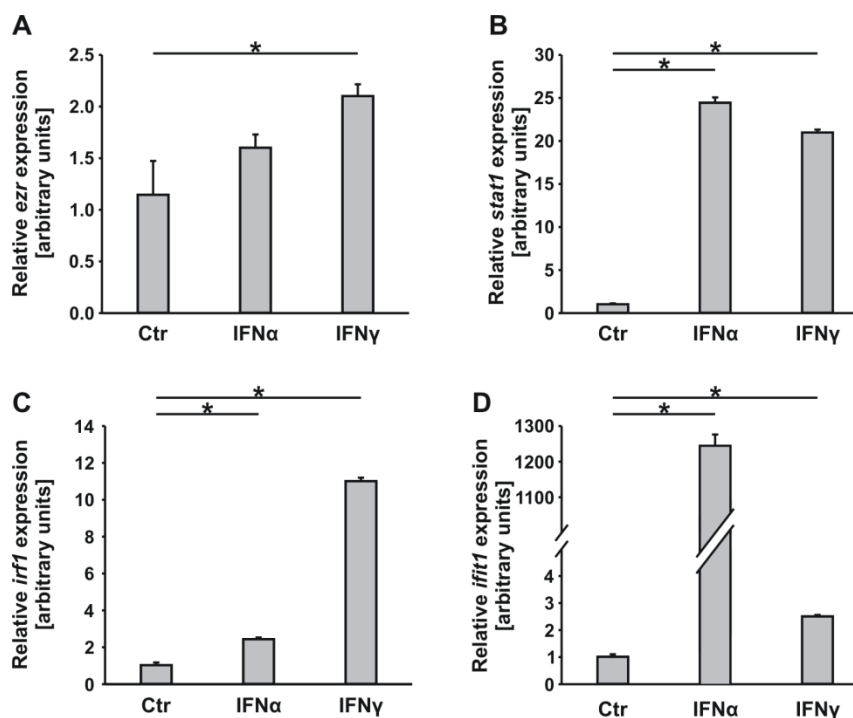 A
Relative ezr expression
[arbitrary units]
2.5
2.0
1.5
1.0
0.5
0.0
*
Ctr
IFNα
IFNγ
B
Relative stat1 expression
[arbitrary units]
30
25
20
15
10
5
0
*
*
Ctr
IFNα
IFNγ
C
Relative irf1 expression
[arbitrary units]
14
12
10
8
6
4
2
0
*
*
Ctr
IFNα
IFNγ
D
Relative ifit1 expression
[arbitrary units]
1300
1200
1100
4
3
2
1
0
*
*
Ctr
IFNα
IFNγ